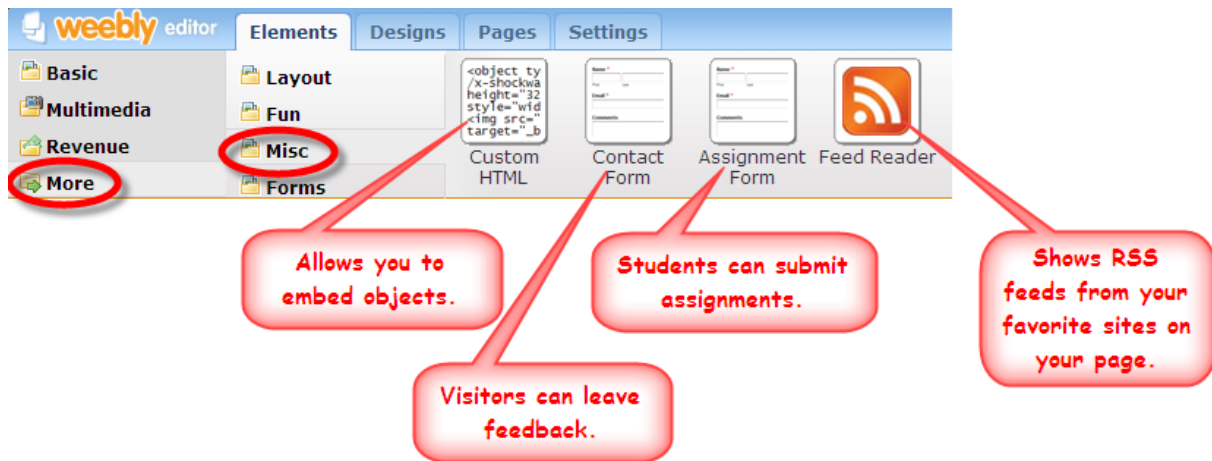 weebly editor
Elements
Designs
Pages
Settings
Basic
Multimedia
Revenue
More
Layout
Fun
Misc
Forms
<object ty
/x-shockwa
height="32
style="wid
<img src="
target="_b
Custom
HTML
Contact
Form
Assignment
Form
Feed Reader
Allows you to
embed objects.
Visitors can leave
feedback.
Students can submit
assignments.
Shows RSS
feeds from your
favorite sites on
your page.